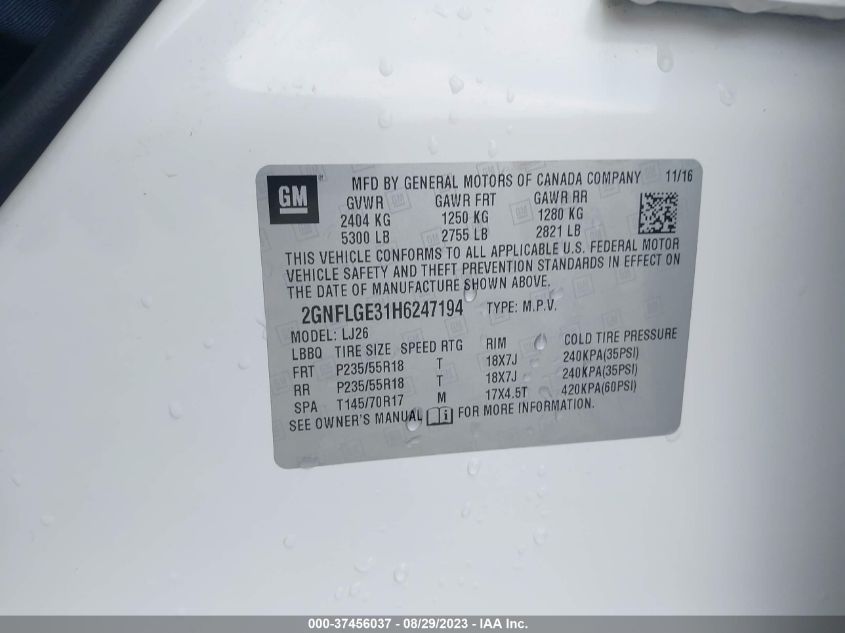 GM
MFD BY GENERAL MOTORS OF CANADA COMPANY 11/16
GVWR GAWR FRT GAWR RR
2404 KG 1250 KG 1280 KG
5300 LB 2755 LB 2821 LB
THIS VEHICLE CONFORMS TO ALL APPLICABLE U.S. FEDERAL MOTOR
VEHICLE SAFETY AND THEFT PREVENTION STANDARDS IN EFFECT ON
THE DATE OF MANUFACTURE SHOWN ABOVE.
2GNFLGE31H6247194 TYPE: M.P.V.
MODEL: LJ26
LBBQ TIRE SIZE SPEED RTG RIM COLD TIRE PRESSURE
FRT P235/55R18 T 18X7J 240KPA(35PSI)
RR P235/55R18 T 18X7J 240KPA(35PSI)
SPA T145/70R17 M 17X4.5T 420KPA(60PSI)
SEE OWNER'S MANUAL i FOR MORE INFORMATION.
000-37456037 - 08/29/2023 - IAA Inc.